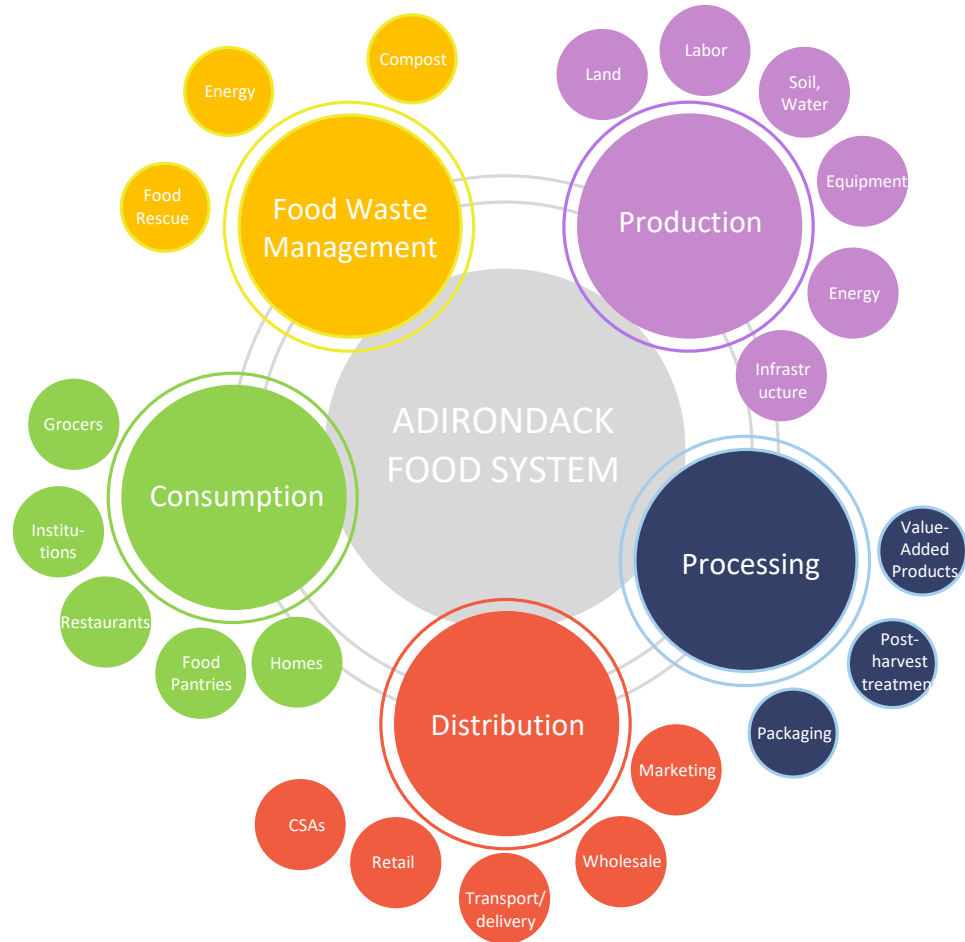 Compost
Energy
Food
Rescue
Food Waste
Management
Land
Labor
Soil,
Water
Equipment
Energy
Infrastr
ucture
Production
ADIRONDACK
FOOD SYSTEM
Grocers
Institu-
tions
Restaurants
Food
Pantries
Homes
Consumption
Processing
Value-
Added
Products
Post-
harvest
treatment
Packaging
Distribution
Marketing
Wholesale
Transport/
delivery
Retail
CSAs